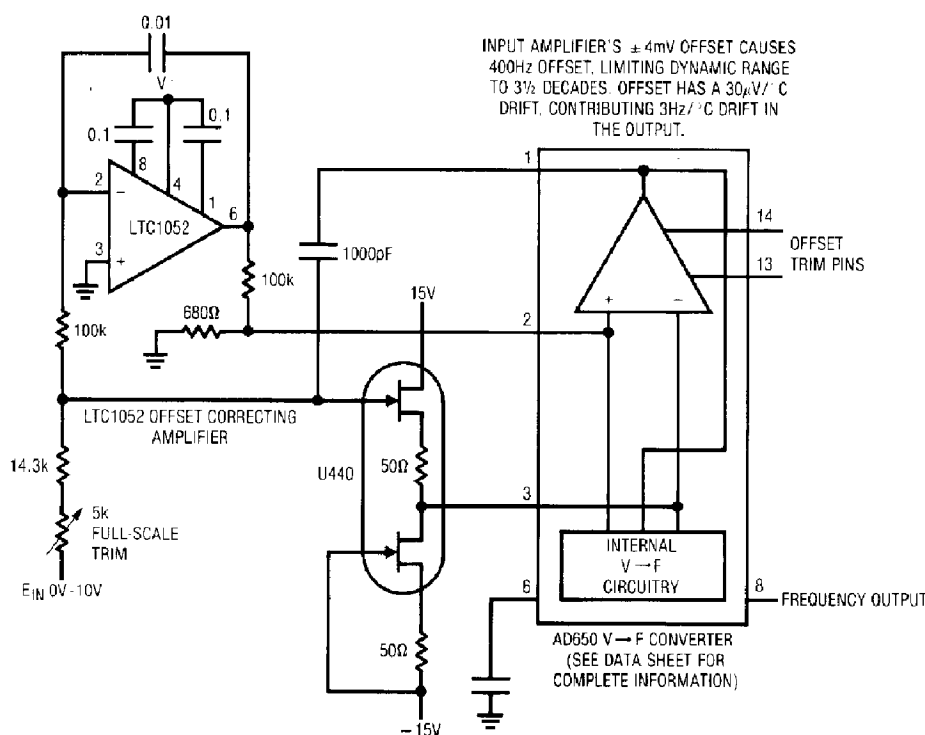 0.01
V
0.1
0.1
8
4
1
2
3
6
LTC1052
100k
100k
680Ω
1000pF
15V
LTC1052 OFFSET CORRECTING
AMPLIFIER
14.3k
5k
FULL-SCALE
TRIM
E_IN 0V-10V
U440
50Ω
50Ω
-15V
INPUT AMPLIFIER'S ±4mV OFFSET CAUSES
400Hz OFFSET, LIMITING DYNAMIC RANGE
TO 3½ DECADES. OFFSET HAS A 30µV/°C
DRIFT, CONTRIBUTING 3Hz/°C DRIFT IN
THE OUTPUT.
1
14
OFFSET
13
TRIM PINS
2
+
−
3
INTERNAL
V→F
CIRCUITRY
6
8
FREQUENCY OUTPUT
AD650 V→F CONVERTER
(SEE DATA SHEET FOR
COMPLETE INFORMATION)